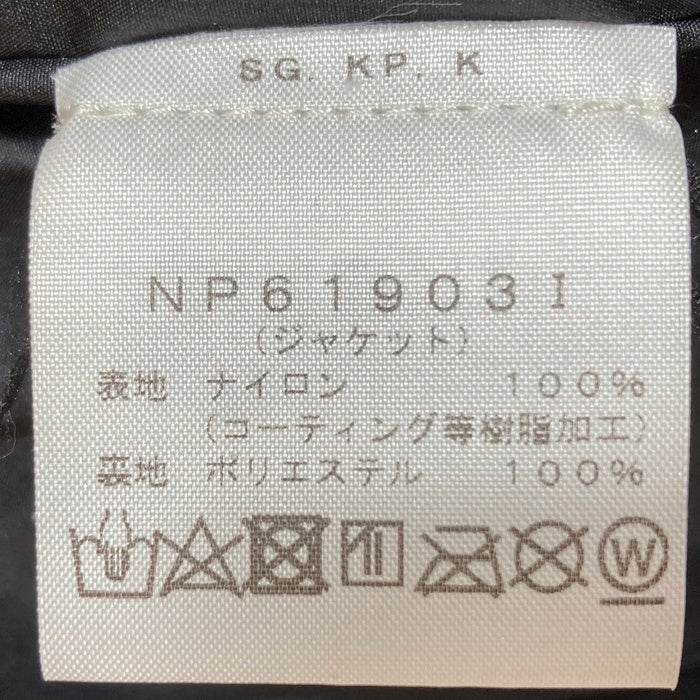 SG. KP. K
NP61903I
(ジャケット)
表地 ナイロン 100%
(コーティング等樹脂加工)
裏地 ポリエステル 100%
W